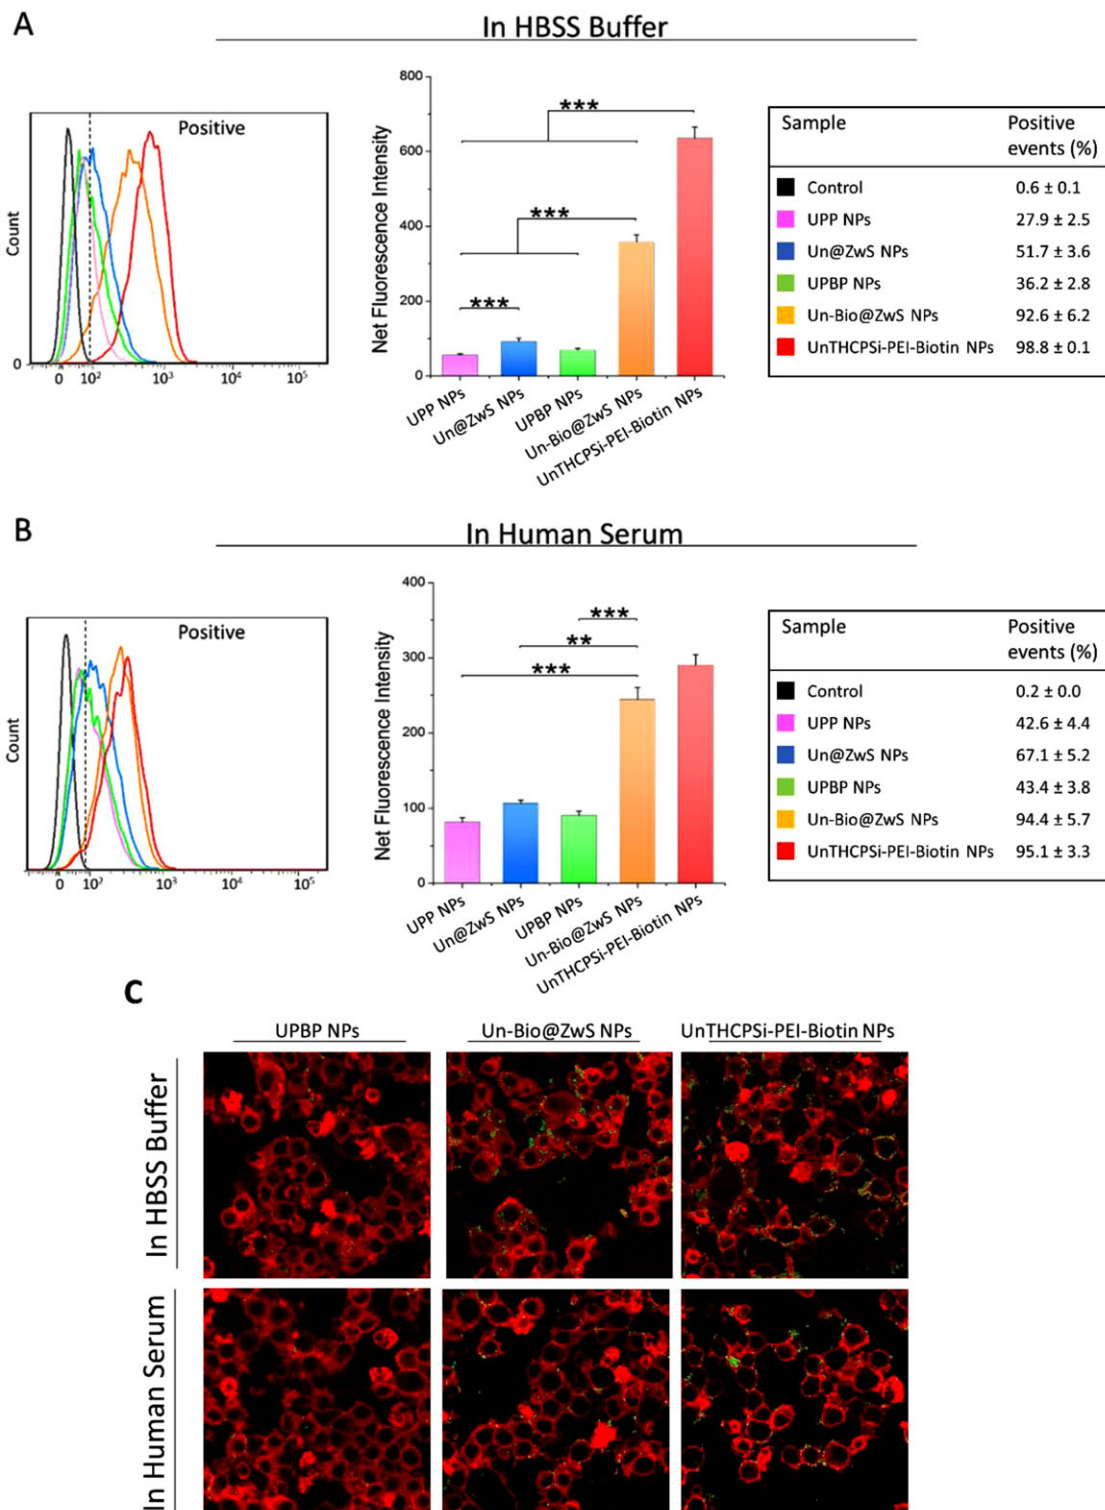 A
In HBSS Buffer
Positive
Count
0
0 10² 10³ 10⁴ 10⁵
Net Fluorescence Intensity
800
600
400
200
0
***
***
***
UPP NPs
Un@ZwS NPs
UPBP NPs
Un-Bio@ZwS NPs
UnTHCPSi-PEI-Biotin NPs
Sample Positive
events (%)
Control 0.6 ± 0.1
UPP NPs 27.9 ± 2.5
Un@ZwS NPs 51.7 ± 3.6
UPBP NPs 36.2 ± 2.8
Un-Bio@ZwS NPs 92.6 ± 6.2
UnTHCPSi-PEI-Biotin NPs 98.8 ± 0.1
B
In Human Serum
Positive
Count
0 10² 10³ 10⁴ 10⁵
Net Fluorescence Intensity
400
300
200
100
0
***
**
***
UPP NPs
Un@ZwS NPs
UPBP NPs
Un-Bio@ZwS NPs
UnTHCPSi-PEI-Biotin NPs
Sample Positive
events (%)
Control 0.2 ± 0.0
UPP NPs 42.6 ± 4.4
Un@ZwS NPs 67.1 ± 5.2
UPBP NPs 43.4 ± 3.8
Un-Bio@ZwS NPs 94.4 ± 5.7
UnTHCPSi-PEI-Biotin NPs 95.1 ± 3.3
C
UPBP NPs Un-Bio@ZwS NPs UnTHCPSi-PEI-Biotin NPs
In HBSS Buffer
In Human Serum